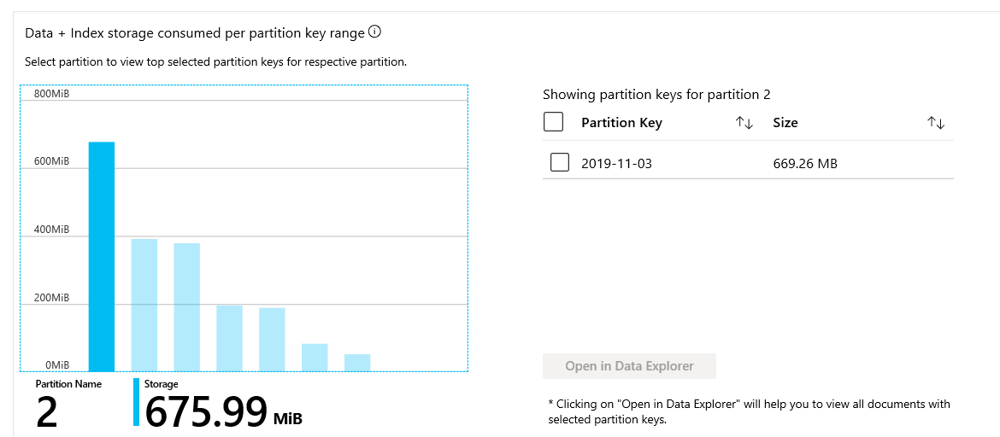 Data + Index storage consumed per partition key range
Select partition to view top selected partition keys for respective partition.
800MiB
600MiB
400MiB
200MiB
0MiB
Partition Name
2
Storage
675.99 MiB
Showing partition keys for partition 2
Partition Key Size
2019-11-03 669.26 MB
Open in Data Explorer
* Clicking on "Open in Data Explorer" will help you to view all documents with
selected partition keys.